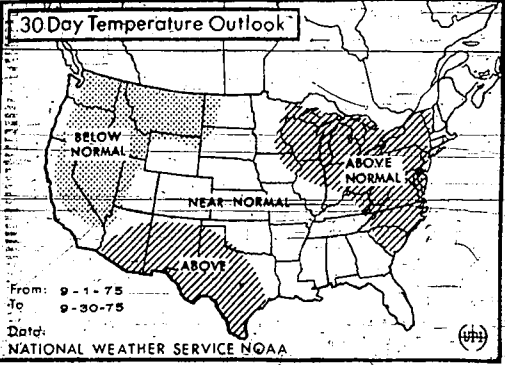 30 Day Temperature Outlook
BELOW
NORMAL
ABOVE
NORMAL
NEAR NORMAL
ABOVE
From: 9-1-75
To 9-30-75
Data:
NATIONAL WEATHER SERVICE NOAA
UPI